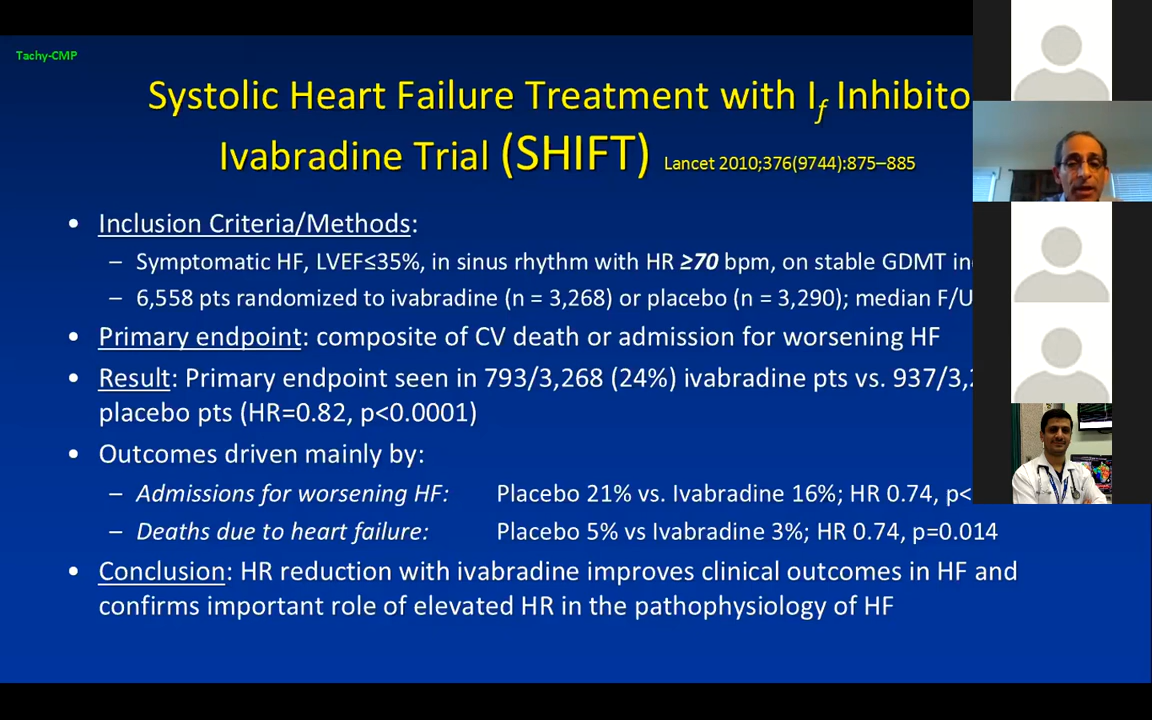 Tachy-CMP
Systolic Heart Failure Treatment with If Inhibito
Ivabradine Trial (SHIFT) Lancet 2010;376(9744):875–885
• Inclusion Criteria/Methods:
– Symptomatic HF, LVEF≤35%, in sinus rhythm with HR ≥70 bpm, on stable GDMT in
– 6,558 pts randomized to ivabradine (n = 3,268) or placebo (n = 3,290); median F/U
• Primary endpoint: composite of CV death or admission for worsening HF
• Result: Primary endpoint seen in 793/3,268 (24%) ivabradine pts vs. 937/3,2
placebo pts (HR=0.82, p<0.0001)
• Outcomes driven mainly by:
– Admissions for worsening HF: Placebo 21% vs. Ivabradine 16%; HR 0.74, p<
– Deaths due to heart failure: Placebo 5% vs Ivabradine 3%; HR 0.74, p=0.014
• Conclusion: HR reduction with ivabradine improves clinical outcomes in HF and
confirms important role of elevated HR in the pathophysiology of HF